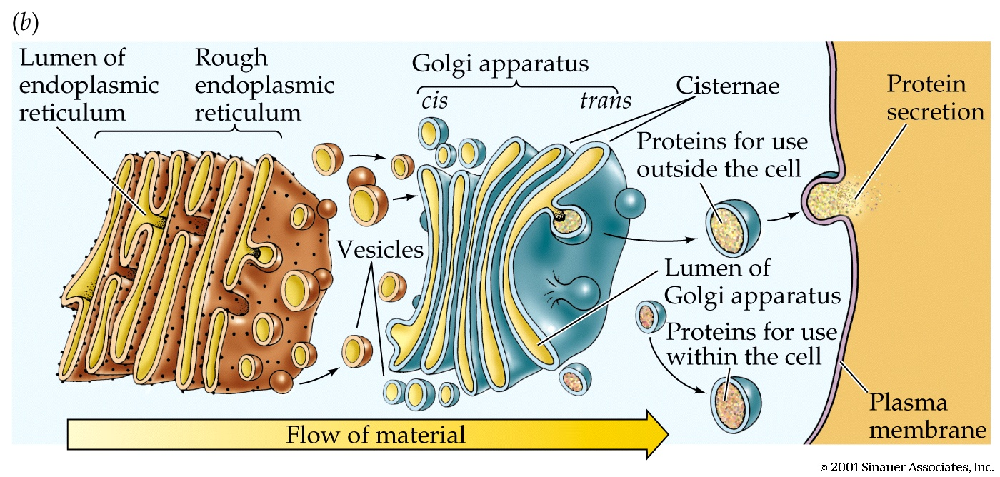 (b)
Lumen of
endoplasmic
reticulum
Rough
endoplasmic
reticulum
Golgi apparatus
cis
trans
Cisternae
Protein
secretion
Proteins for use
outside the cell
Vesicles
Lumen of
Golgi apparatus
Proteins for use
within the cell
Plasma
membrane
Flow of material
© 2001 Sinauer Associates, Inc.